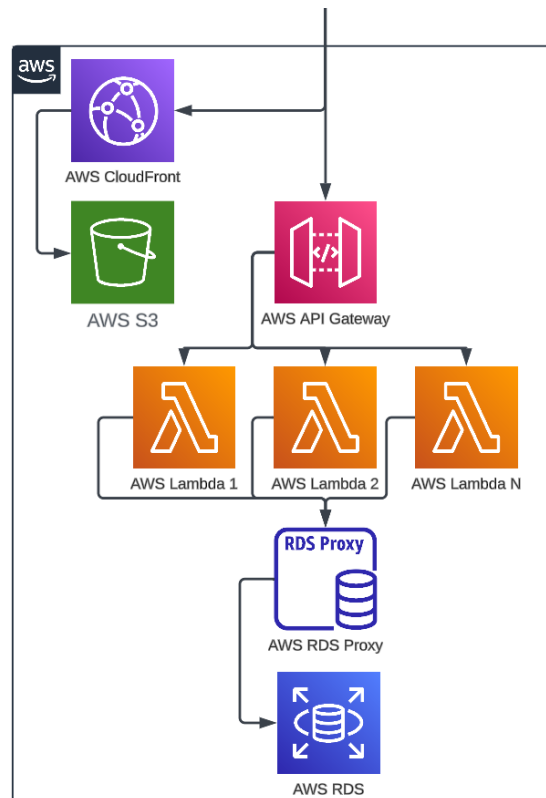 aws
AWS CloudFront
AWS S3
</>
AWS API Gateway
AWS Lambda 1
AWS Lambda 2
AWS Lambda N
RDS Proxy
AWS RDS Proxy
AWS RDS